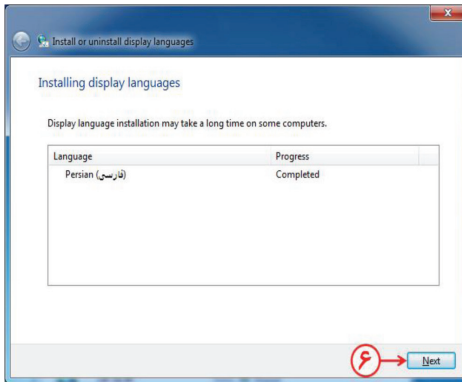 Install or uninstall display languages
Installing display languages
Display language installation may take a long time on some computers.
Language Progress
Persian (فارسی) Completed
۶
Next